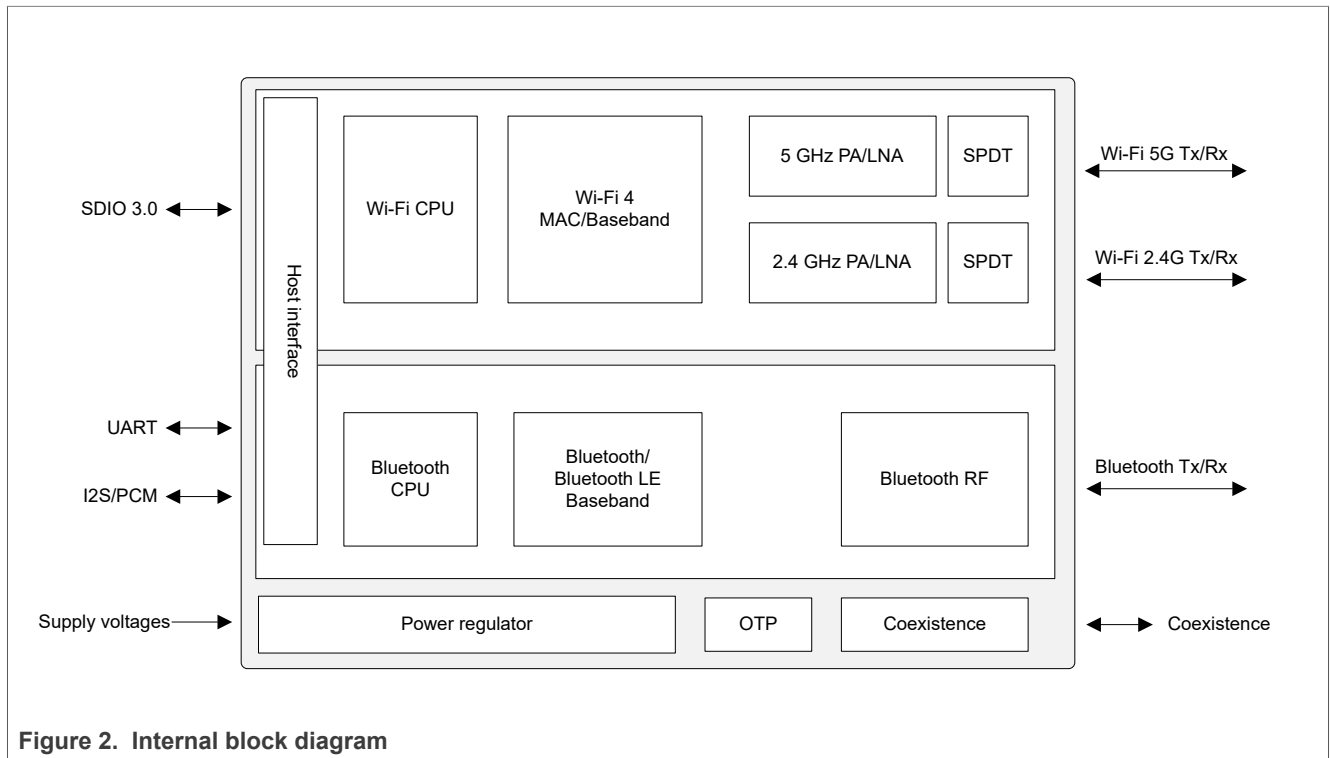 SDIO 3.0
UART
I2S/PCM
Supply voltages
Host interface
Wi-Fi CPU
Wi-Fi 4
MAC/Baseband
5 GHz PA/LNA
SPDT
2.4 GHz PA/LNA
SPDT
Bluetooth
CPU
Bluetooth/
Bluetooth LE
Baseband
Bluetooth RF
Power regulator
OTP
Coexistence
Wi-Fi 5G Tx/Rx
Wi-Fi 2.4G Tx/Rx
Bluetooth Tx/Rx
Coexistence
Figure 2. Internal block diagram